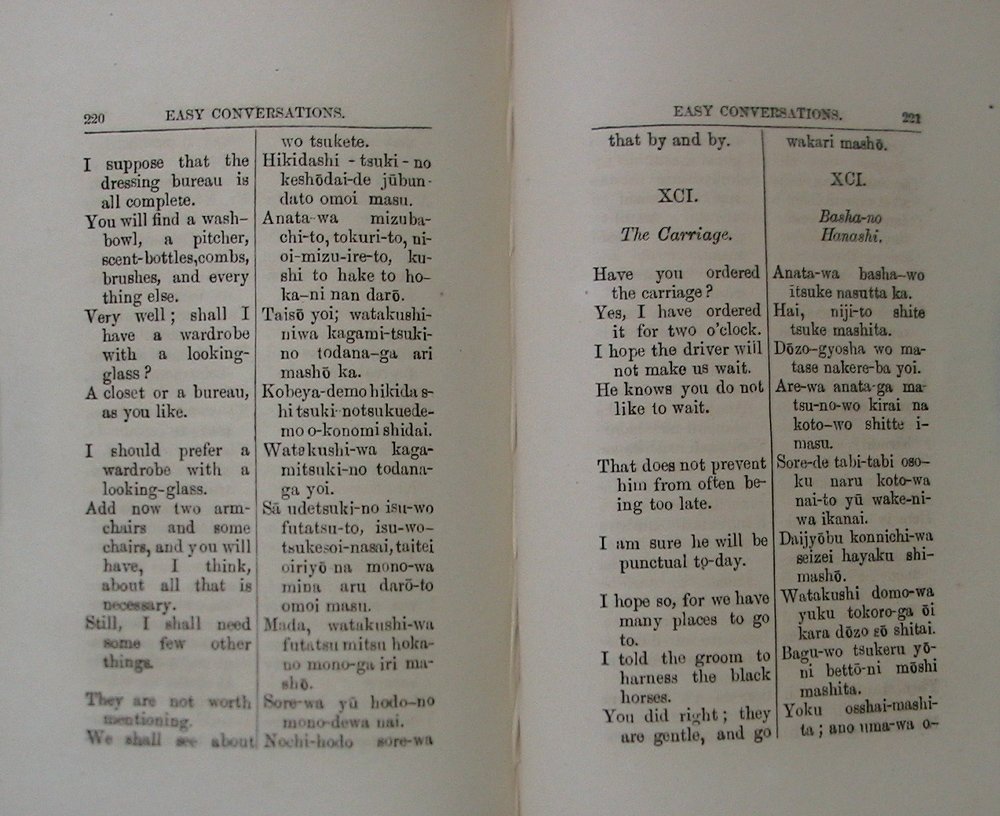 220 EASY CONVERSATIONS.
I suppose that the
dressing bureau is
all complete.
You will find a wash-
bowl, a pitcher,
scent-bottles,combs,
brushes, and every
thing else.
Very well; shall I
have a wardrobe
with a looking-
glass?
A closet or a bureau,
as you like.
I should prefer a
wardrobe with a
looking-glass.
Add now two arm-
chairs and some
chairs, and you will
have, I think,
about all that is
necessary.
Still, I shall need
some few other
things.
They are not worth
mentioning.
We shall see about
wo tsukete.
Hikidashi - tsuki - no
keshōdai-de jūbun-
dato omoi masu.
Anata-wa mizuba-
chi-to, tokuri-to, ni-
oi-mizu-ire-to, ku-
shi to hake to ho-
ka-ni nan darō.
Taisō yoi; watakushi-
niwa kagami-tsuki-
no todana-ga ari
mashō ka.
Kobeya-demo hikida s-
hi tsuki notsukuede-
mo o-konomi shidai.
Watakushi-wa kaga-
mitsuki-no todana-
ga yoi.
Sā udetsuki-no isu-wo
futatsu-to, isu-wo-
tsukesoi-nasai, taitei
oiriyō na mono-wa
mina aru darō-to
omoi masu.
Mada, watakushi-wa
futatsu mitsu hoka-
no mono-ga iri ma-
shō.
Sore-wa yū hodo-no
mono-dewa nai.
Nochi-hodo sore-wa
EASY CONVERSATIONS. 221
that by and by.
XCI.
The Carriage.
Have you ordered
the carriage?
Yes, I have ordered
it for two o'clock.
I hope the driver will
not make us wait.
He knows you do not
like to wait.
That does not prevent
him from often be-
ing too late.
I am sure he will be
punctual to-day.
I hope so, for we have
many places to go
to.
I told the groom to
harness the black
horses.
You did right; they
are gentle, and go
wakari mashō.
XCI.
Basha-no
Hanashi.
Anata-wa basha-wo
ītsuke nasutta ka.
Hai, niji-to shite
tsuke mashita.
Dōzo-gyosha wo ma-
tase nakere-ba yoi.
Are-wa anata-ga ma-
tsu-no-wo kirai na
koto-wo shitte i-
masu.
Sore-de tabi-tabi oso-
ku naru koto-wa
nai-to yū wake-ni-
wa ikanai.
Daijyōbu konnichi-wa
seizei hayaku shi-
mashō.
Watakushi domo-wa
yuku tokoro-ga ōi
kara dōzo sō shitai.
Bagu-wo tsukeru yō-
ni bettō-ni mōshi
mashita.
Yoku osshai-mashi-
ta; ano uma-wa o-